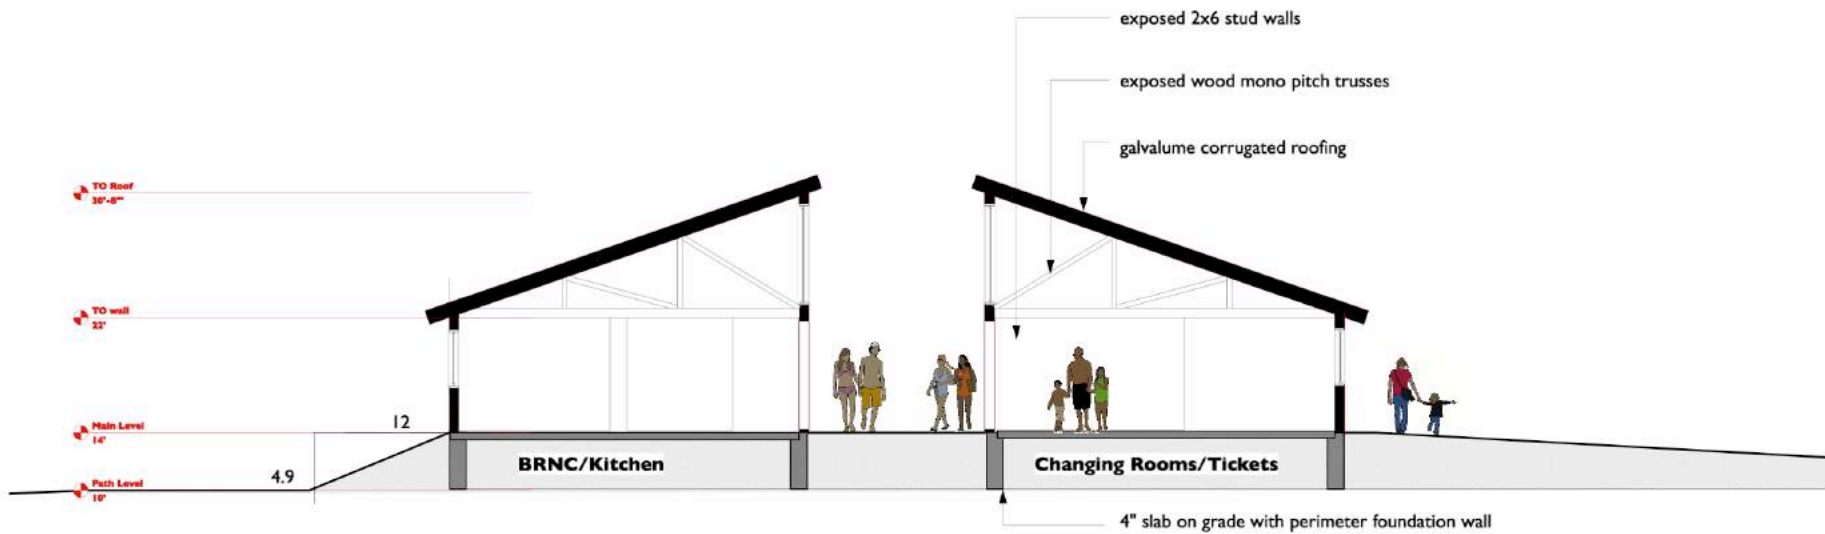 exposed 2x6 stud walls
exposed wood mono pitch trusses
galvalume corrugated roofing
TO Roof
30'-8"'
TO wall
22'
12
Main Level
14'
4.9
BRNC/Kitchen
Changing Rooms/Tickets
Path Level
10'
4" slab on grade with perimeter foundation wall